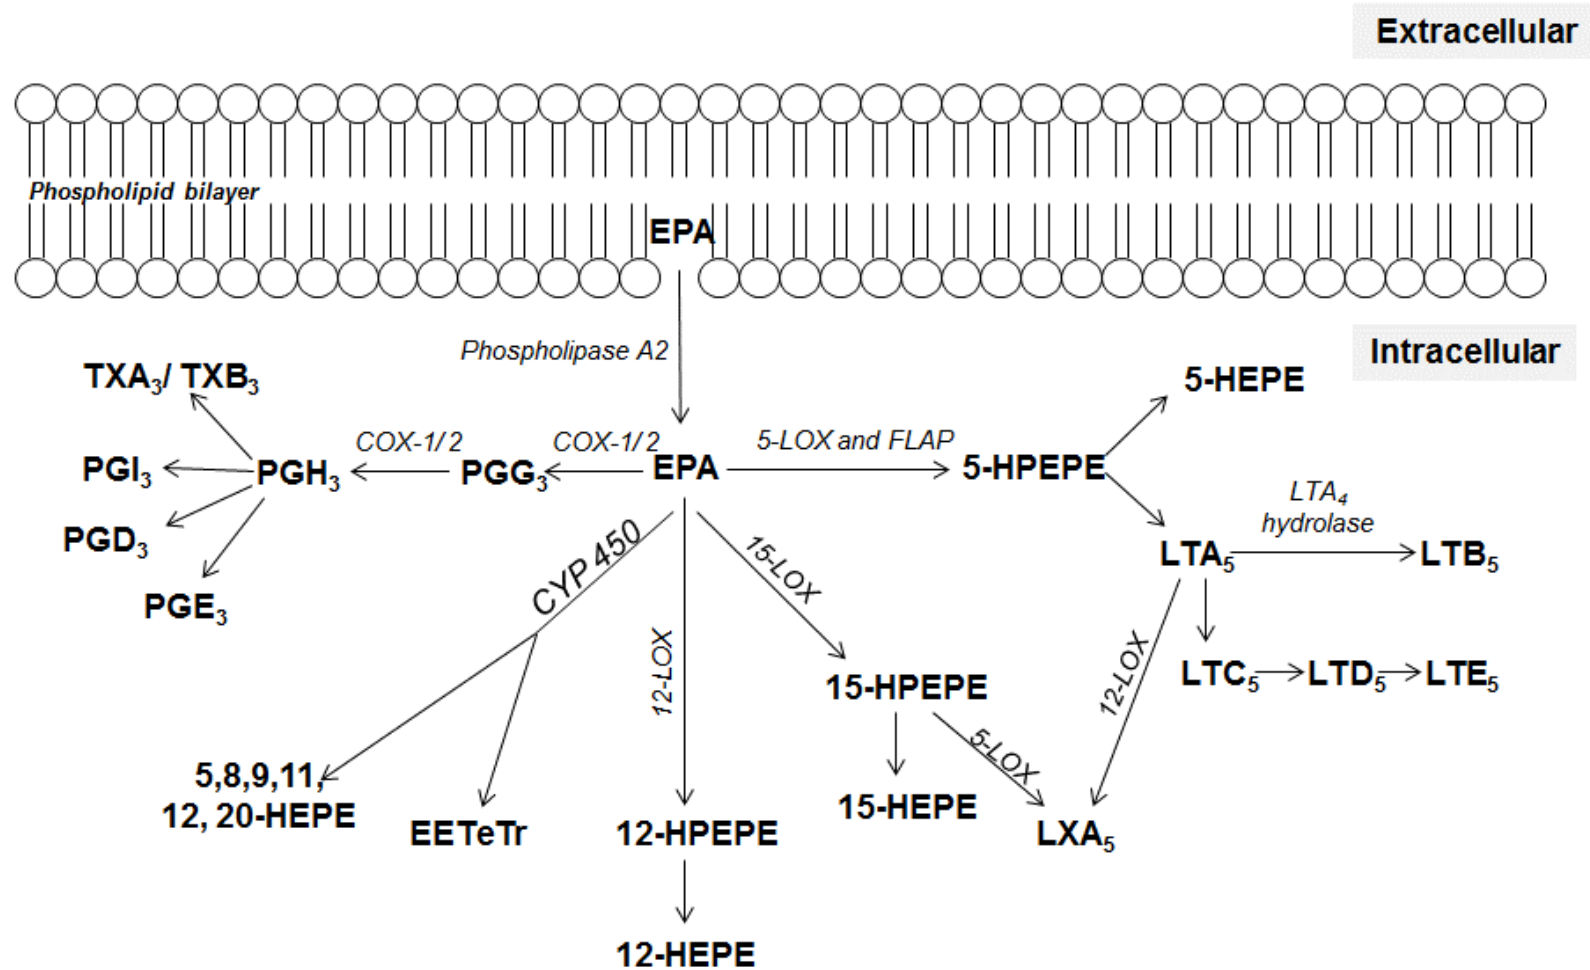 Extracellular
Phospholipid bilayer
EPA
Intracellular
Phospholipase A2
TXA₃/ TXB₃
5-HEPE
COX-1/2
COX-1/2
5-LOX and FLAP
PGI₃
PGH₃
PGG₃
EPA
5-HPEPE
LTA₄
hydrolase
PGD₃
CYP 450
15-LOX
LTA₅
LTB₅
PGE₃
12-LOX
12-LOX
15-HPEPE
LTC₅
LTD₅
LTE₅
5-LOX
5,8,9,11,
12, 20-HEPE
EETeTr
12-HPEPE
15-HEPE
LXA₅
12-HEPE